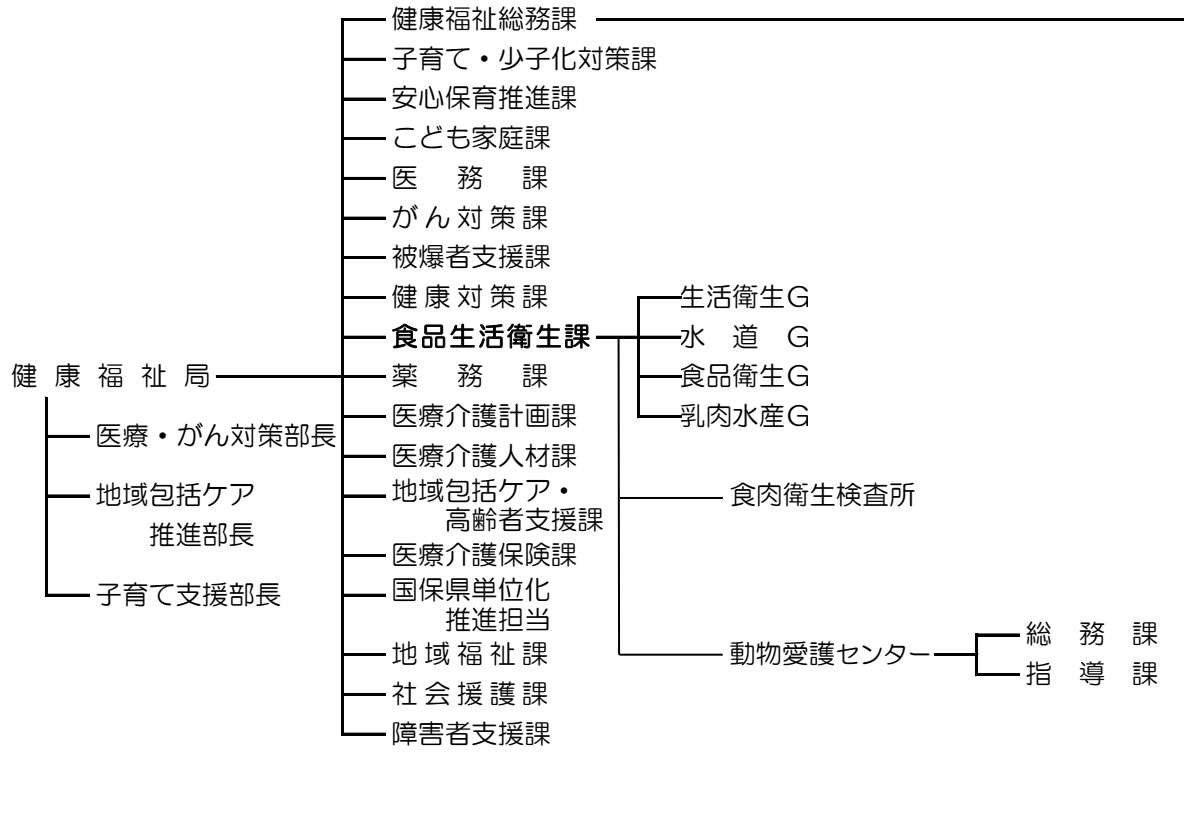 健康福祉総務課
子育て・少子化対策課
安心保育推進課
こども家庭課
医務課
がん対策課
被爆者支援課
健康対策課
食品生活衛生課
薬務課
医療介護計画課
医療介護人材課
地域包括ケア・
高齢者支援課
医療介護保険課
国保県単位化
推進担当
地域福祉課
社会援護課
障害者支援課
健康福祉局
医療・がん対策部長
地域包括ケア
推進部長
子育て支援部長
生活衛生G
水道G
食品衛生G
乳肉水産G
食肉衛生検査所
動物愛護センター
総務課
指導課